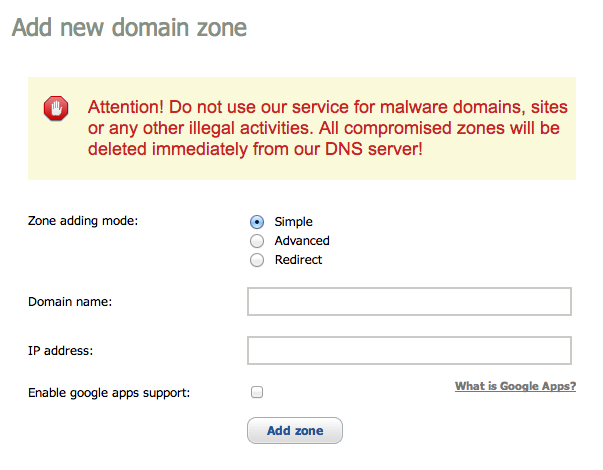 Add new domain zone
Attention! Do not use our service for malware domains, sites
or any other illegal activities. All compromised zones will be
deleted immediately from our DNS server!
Zone adding mode:
Simple
Advanced
Redirect
Domain name:
IP address:
Enable google apps support:
What is Google Apps?
Add zone